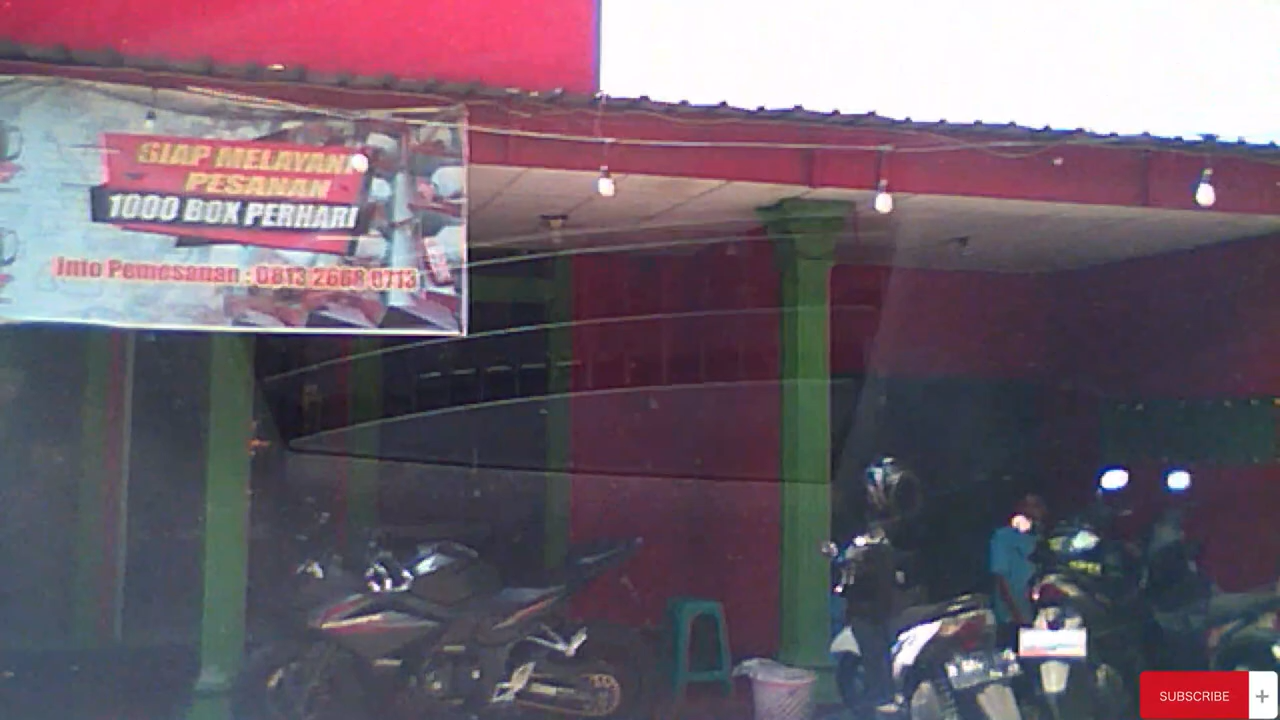 SIAP MELAYANI
PESANAN
1000 BOX PERHARI
Info Pemesanan : 0813 2668 0713
SUBSCRIBE +